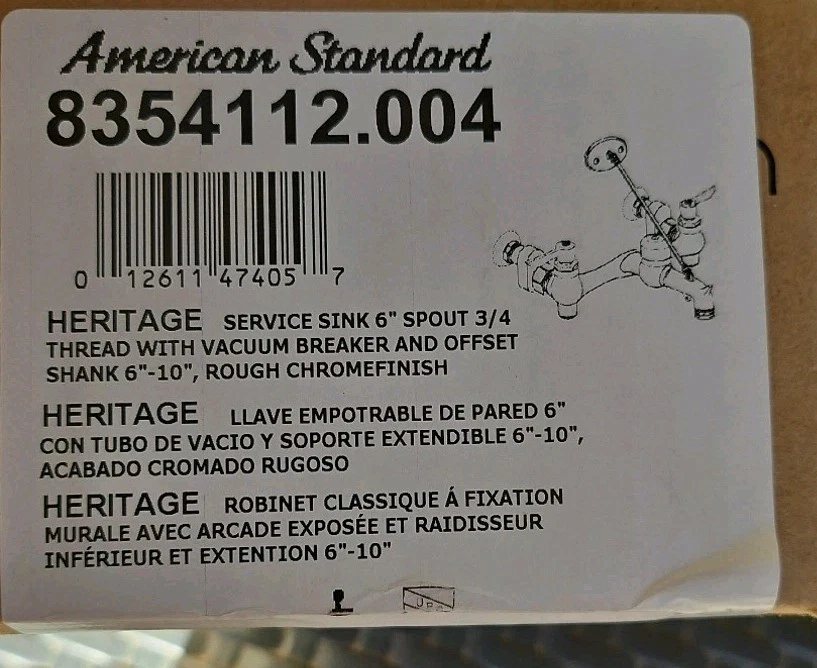 American Standard
8354112.004
0 12611 47405 7
HERITAGE SERVICE SINK 6" SPOUT 3/4
THREAD WITH VACUUM BREAKER AND OFFSET
SHANK 6"-10", ROUGH CHROMEFINISH
HERITAGE LLAVE EMPOTRABLE DE PARED 6"
CON TUBO DE VACIO Y SOPORTE EXTENDIBLE 6"-10",
ACABADO CROMADO RUGOSO
HERITAGE ROBINET CLASSIQUE Á FIXATION
MURALE AVEC ARCADE EXPOSÉE ET RAIDISSEUR
INFÉRIEUR ET EXTENTION 6"-10"